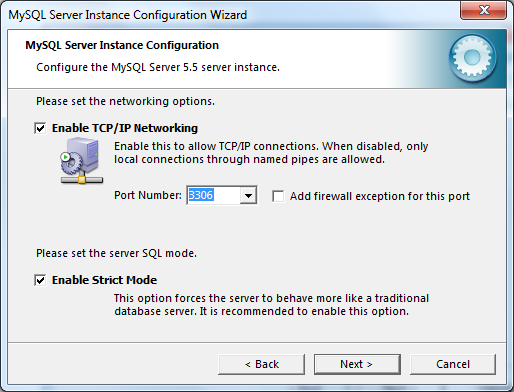 MySQL Server Instance Configuration Wizard
MySQL Server Instance Configuration
Configure the MySQL Server 5.5 server instance.
Please set the networking options.
Enable TCP/IP Networking
Enable this to allow TCP/IP connections. When disabled, only
local connections through named pipes are allowed.
Port Number: 3306 Add firewall exception for this port
Please set the server SQL mode.
Enable Strict Mode
This option forces the server to behave more like a traditional
database server. It is recommended to enable this option.
< Back Next > Cancel